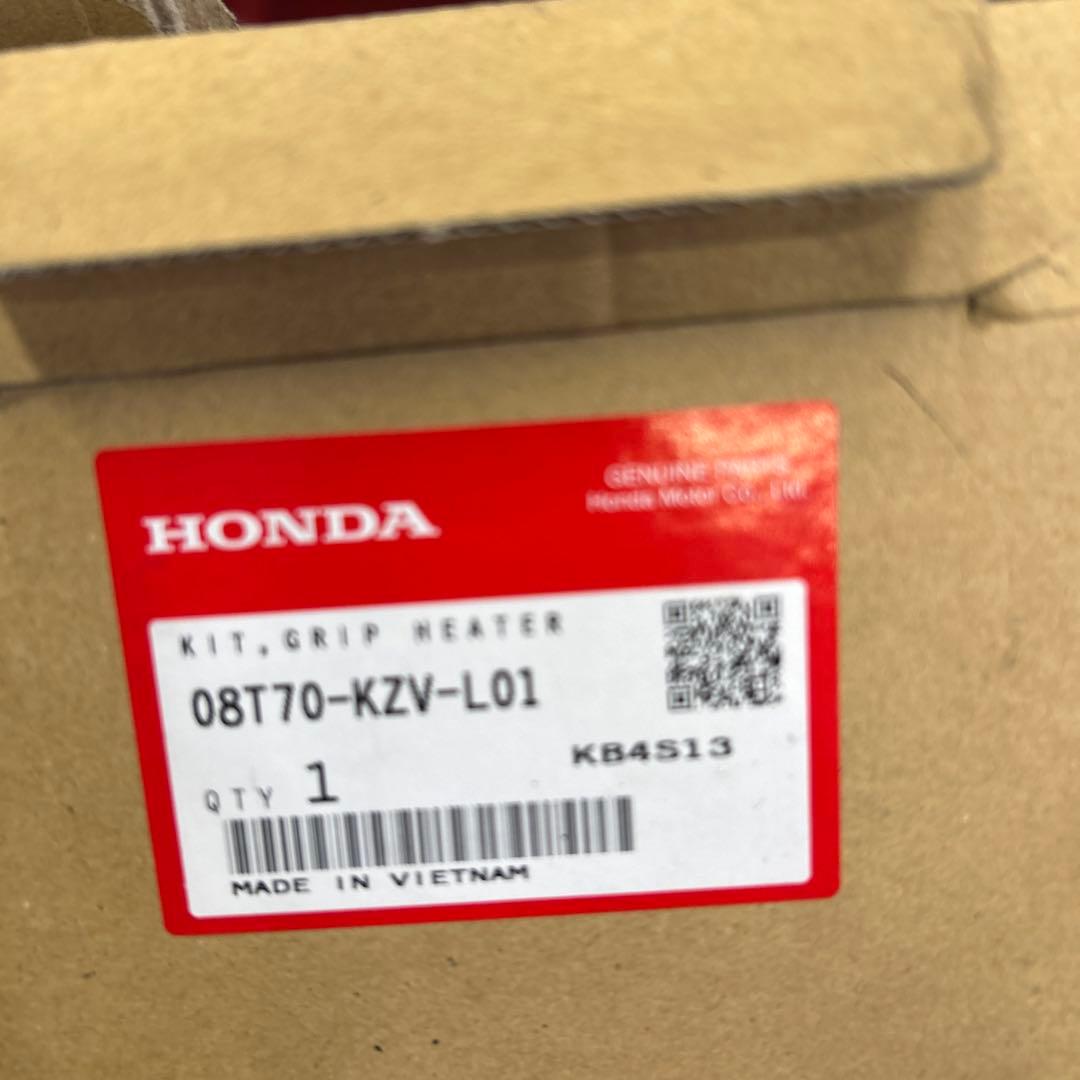 HONDA
GENUINE PARTS
Honda Motor Co., Ltd.
KIT,GRIP HEATER
08T70-KZV-L01
KB4S13
QTY 1
MADE IN VIETNAM